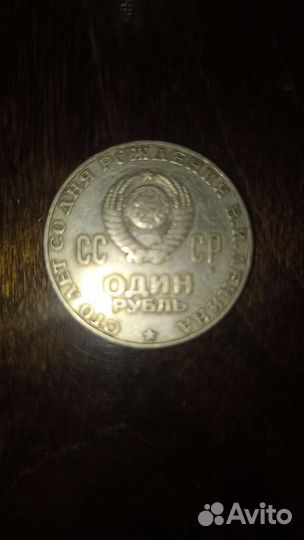 СТО ЛЕТ СО ДНЯ РОЖДЕНИЯ В.И.ЛЕНИНА
СС СР
ОДИН
РУБЛЬ
Avito